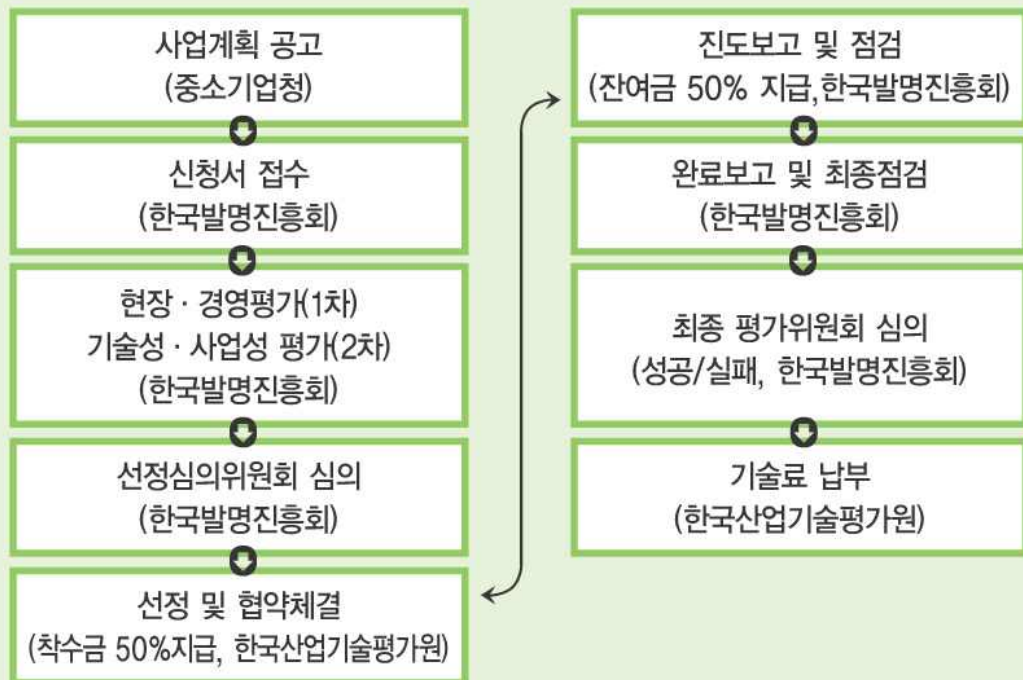 사업계획 공고
(중소기업청)
신청서 접수
(한국발명진흥회)
현장 · 경영평가(1차)
기술성 · 사업성 평가(2차)
(한국발명진흥회)
선정심의위원회 심의
(한국발명진흥회)
선정 및 협약체결
(착수금 50%지급, 한국산업기술평가원)
진도보고 및 점검
(잔여금 50% 지급,한국발명진흥회)
완료보고 및 최종점검
(한국발명진흥회)
최종 평가위원회 심의
(성공/실패, 한국발명진흥회)
기술료 납부
(한국산업기술평가원)